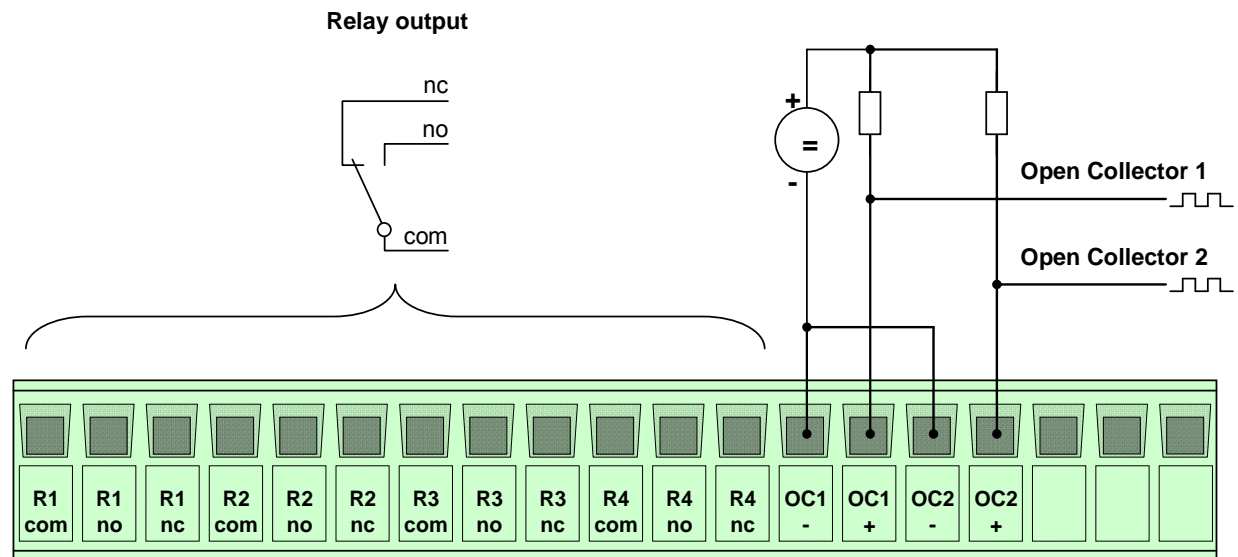 Relay output
nc
no
com
+
=
-
Open Collector 1
Open Collector 2
R1 com
R1 no
R1 nc
R2 com
R2 no
R2 nc
R3 com
R3 no
R3 nc
R4 com
R4 no
R4 nc
OC1 -
OC1 +
OC2 -
OC2 +